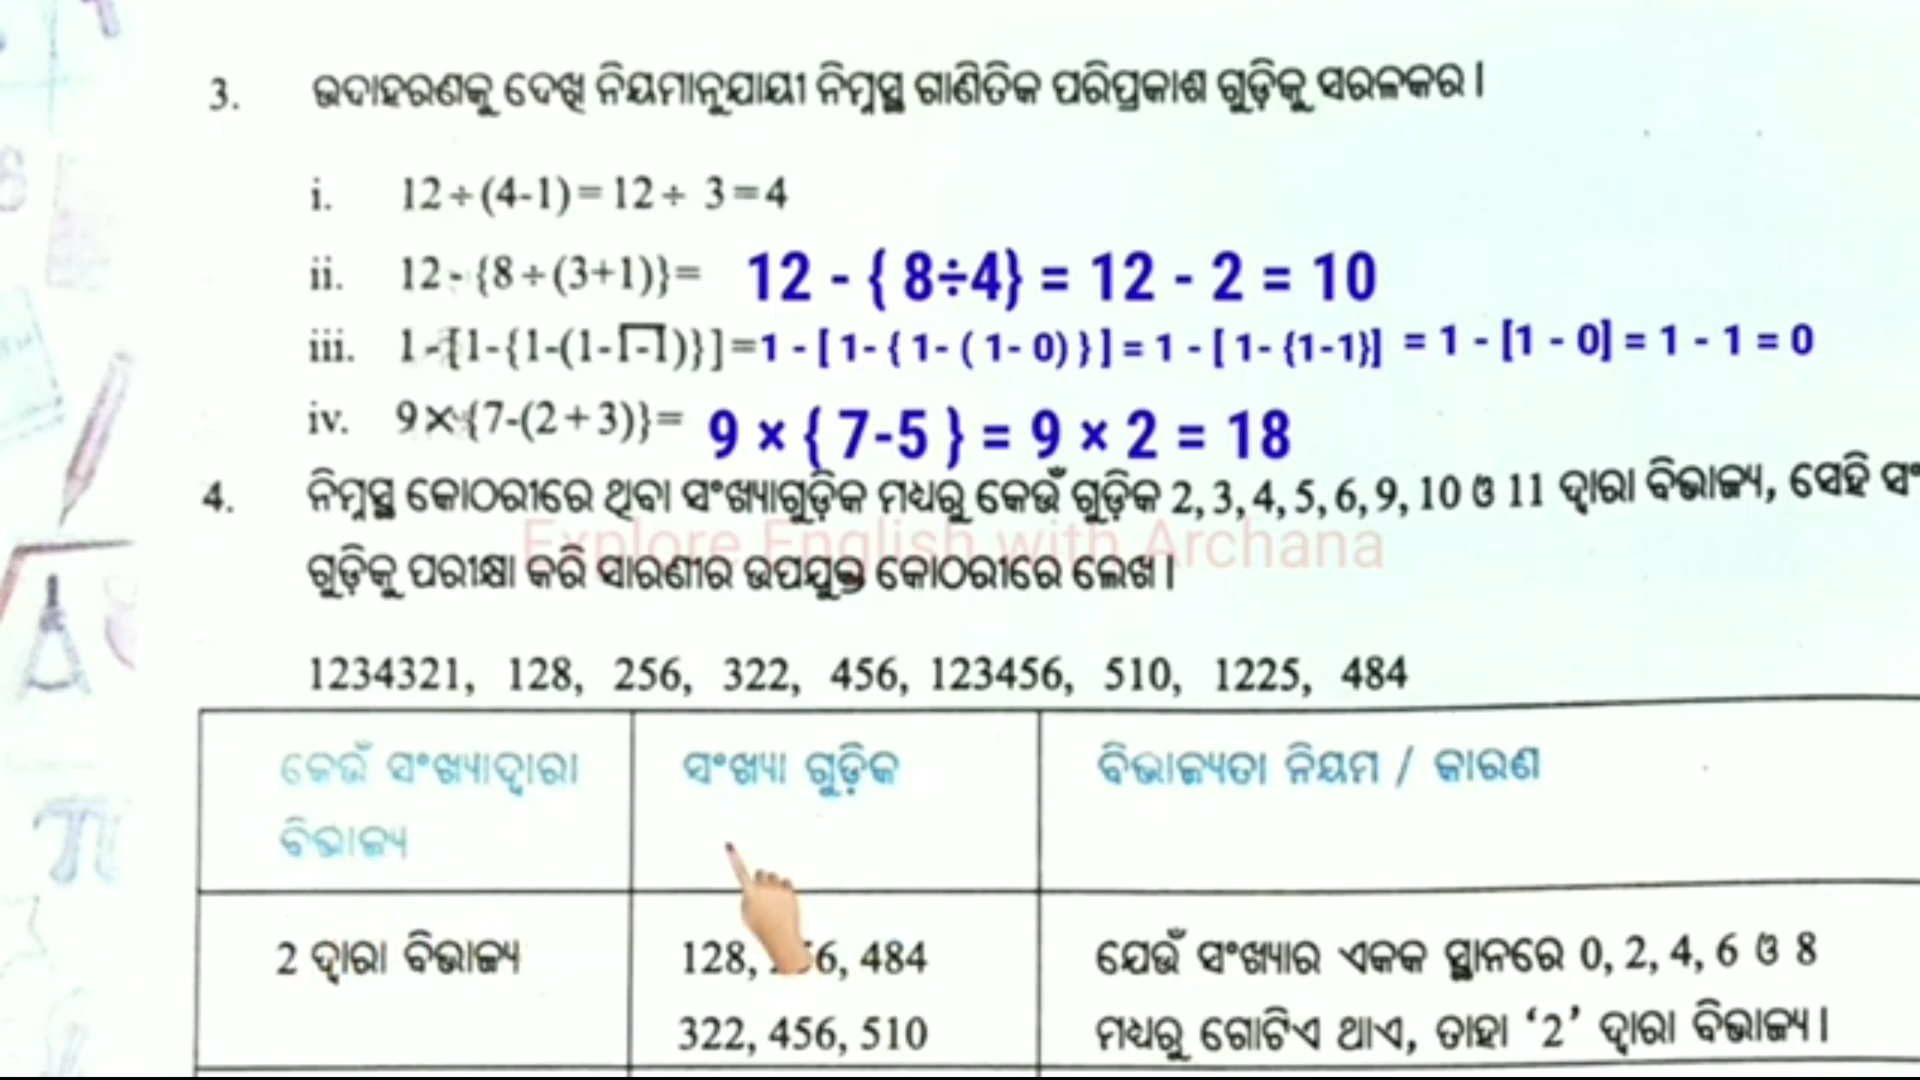 3. ଉଦାହରଣକୁ ଦେଖି ନିୟମାନୁଯାୟୀ ନିମ୍ନସ୍ଥ ଗାଣିତିକ ପରିପ୍ରକାଶ ଗୁଡ଼ିକୁ ସରଳକର।
i. 12÷(4-1)=12÷ 3=4
ii. 12-{8÷(3+1)}= 12 - { 8÷4} = 12 - 2 = 10
iii. 1-[1-{1-(1-1-1)}]=1 - [ 1- { 1- ( 1- 0) } ] = 1 - [ 1- {1-1}] = 1 - [1 - 0] = 1 - 1 = 0
iv. 9×{7-(2+3)}= 9 × { 7-5 } = 9 × 2 = 18
4. ନିମ୍ନସ୍ଥ କୋଠରୀରେ ଥିବା ସଂଖ୍ୟାଗୁଡ଼ିକ ମଧ୍ୟରୁ କେଉଁ ଗୁଡ଼ିକ 2, 3, 4, 5, 6, 9, 10 ଓ 11 ଦ୍ୱାରା ବିଭାଜ୍ୟ, ସେହି ସଂ
Explore English with Archana
ଗୁଡ଼ିକୁ ପରୀକ୍ଷା କରି ସାରଣୀର ଉପଯୁକ୍ତ କୋଠରୀରେ ଲେଖ।
1234321, 128, 256, 322, 456, 123456, 510, 1225, 484
କେଉଁ ସଂଖ୍ୟାଦ୍ୱାରା ସଂଖ୍ୟା ଗୁଡ଼ିକ ବିଭାଜ୍ୟତା ନିୟମ / କାରଣ
ବିଭାଜ୍ୟ
2 ଦ୍ୱାରା ବିଭାଜ୍ୟ 128, 6, 484 ଯେଉଁ ସଂଖ୍ୟାର ଏକକ ସ୍ଥାନରେ 0, 2, 4, 6 ଓ 8
322, 456, 510 ମଧ୍ୟରୁ ଗୋଟିଏ ଥାଏ, ତାହା ‘2’ ଦ୍ୱାରା ବିଭାଜ୍ୟ।